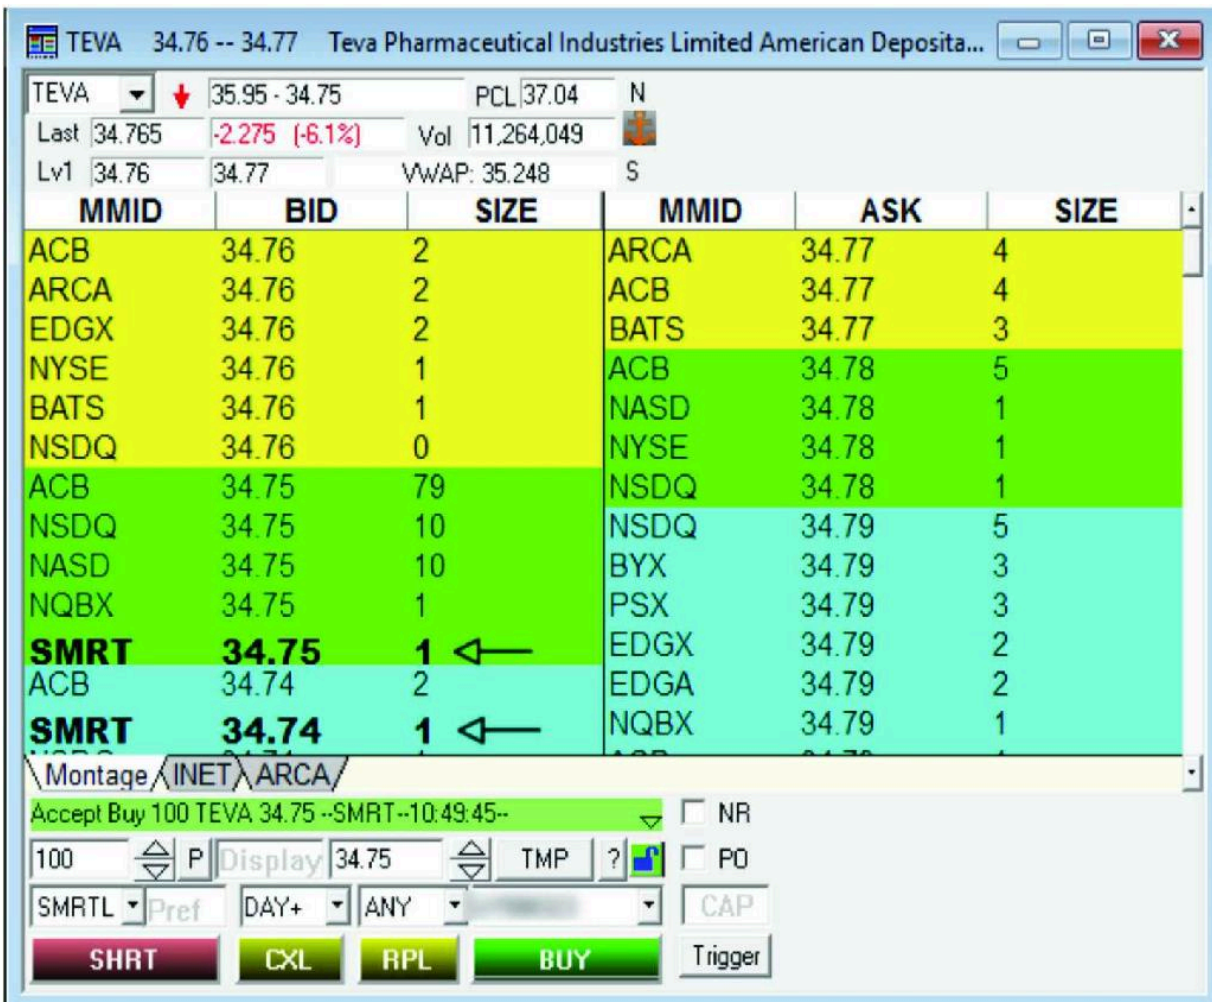 TEVA 34.76 -- 34.77 Teva Pharmaceutical Industries Limited American Deposita...
TEVA 35.95 - 34.75 PCL 37.04 N
Last 34.765 -2.275 (-6.1%) Vol 11,264,049
Lv1 34.76 34.77 VWAP: 35.248 S
MMID BID SIZE MMID ASK SIZE
ACB 34.76 2 ARCA 34.77 4
ARCA 34.76 2 ACB 34.77 4
EDGX 34.76 2 BATS 34.77 3
NYSE 34.76 1 ACB 34.78 5
BATS 34.76 1 NASD 34.78 1
NSDQ 34.76 0 NYSE 34.78 1
ACB 34.75 79 NSDQ 34.78 1
NSDQ 34.75 10 NSDQ 34.79 5
NASD 34.75 10 BYX 34.79 3
NQBX 34.75 1 PSX 34.79 3
SMRT 34.75 1 EDGX 34.79 2
ACB 34.74 2 EDGA 34.79 2
SMRT 34.74 1 NQBX 34.79 1
Montage INET ARCA
Accept Buy 100 TEVA 34.75 --SMRT--10:49:45-- NR
100 P Display 34.75 TMP ? PO
SMRTL Pref DAY+ ANY CAP
SHRT CXL RPL BUY Trigger